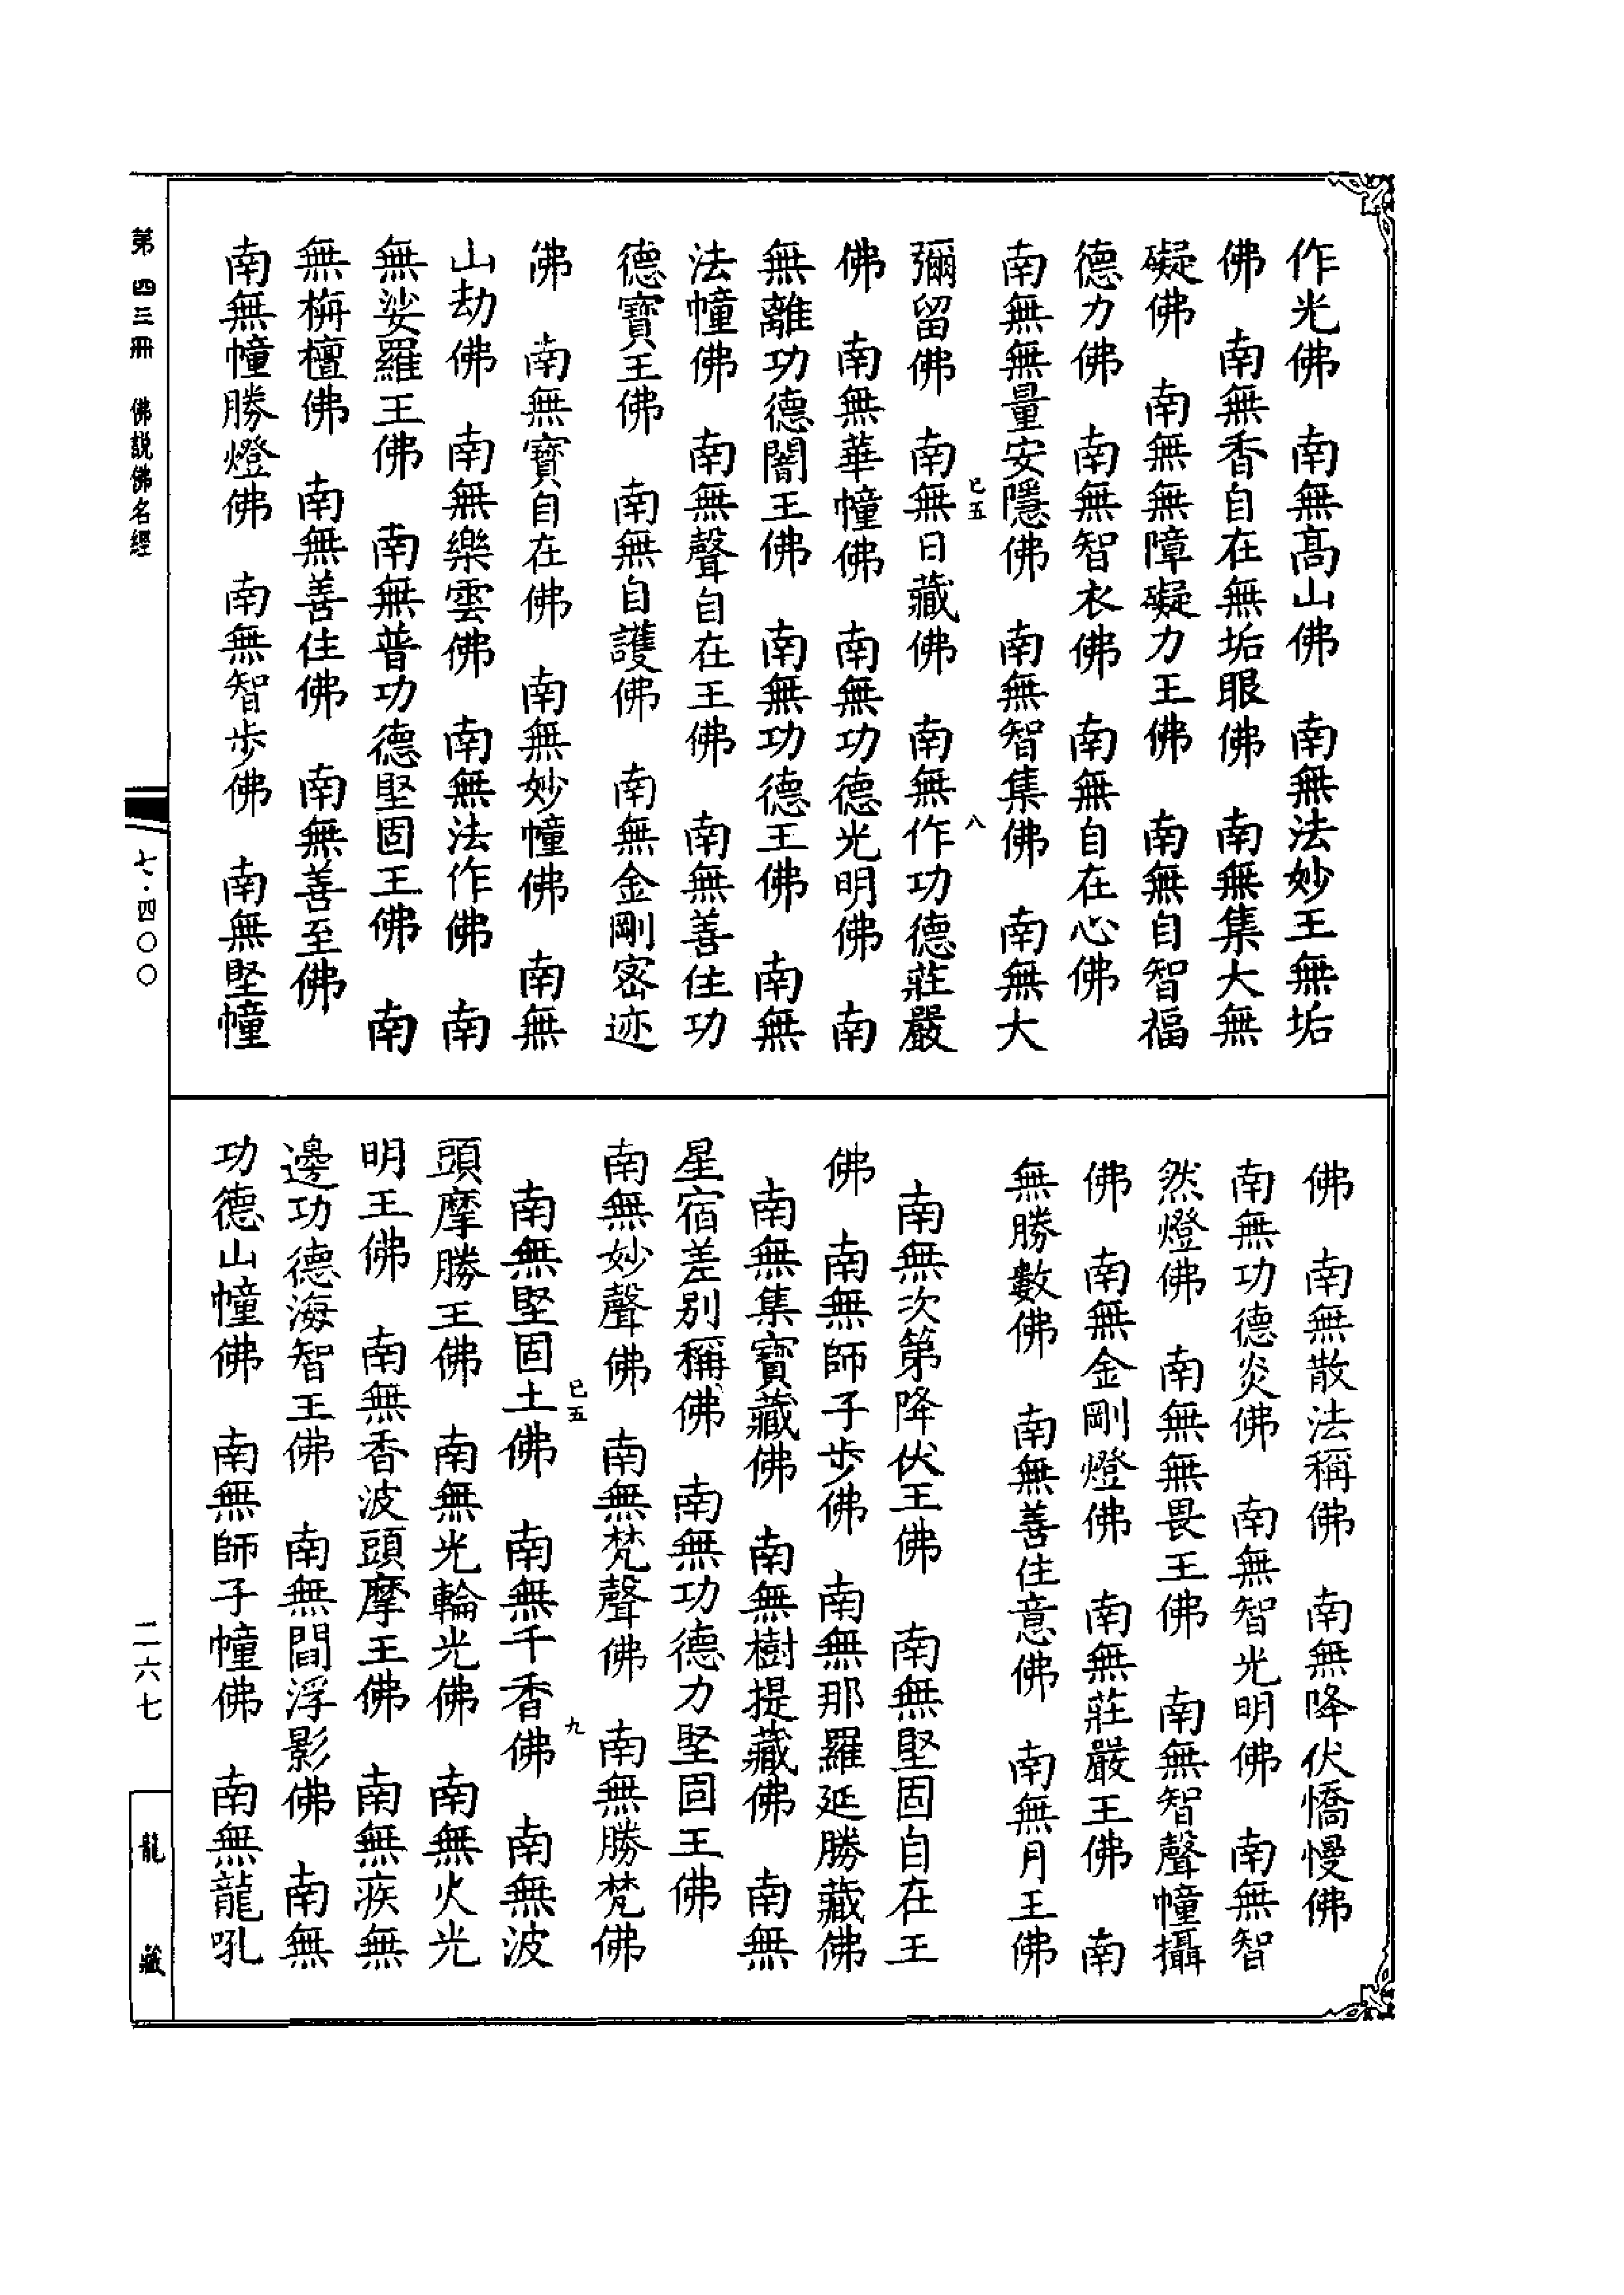 作光佛　南無高山佛　南無法妙王無垢
佛　南無香自在無垢眼佛　南無集大無
礙佛　南無無障礙力王佛　南無自智福
德力佛　南無智衣佛　南無自在心佛
南無無量安隱佛　南無智集佛　南無大
已五　八
彌留佛　南無日藏佛　南無作功德莊嚴
佛　南無華幢佛　南無功德光明佛　南
無離功德闇王佛　南無功德王佛　南無
法幢佛　南無聲自在王佛　南無善住功
德寶王佛　南無自護佛　南無金剛密迹
佛　南無寶自在佛　南無妙幢佛　南無
山劫佛　南無樂雲佛　南無法作佛　南
無娑羅王佛　南無普功德堅固王佛　南
無栴檀佛　南無善住佛　南無善至佛
南無幢勝燈佛　南無智步佛　南無堅幢
佛　南無散法稱佛　南無降伏憍慢佛
南無功德炎佛　南無智光明佛　南無智
然燈佛　南無無畏王佛　南無智聲幢攝
佛　南無金剛燈佛　南無莊嚴王佛　南
無勝數佛　南無善住意佛　南無月王佛
南無次第降伏王佛　南無堅固自在王
佛　南無師子步佛　南無那羅延勝藏佛
南無集寶藏佛　南無樹提藏佛　南無
星宿差別稱佛　南無功德力堅固王佛
南無妙聲佛　南無梵聲佛　南無勝梵佛
已五　九
南無堅固土佛　南無千香佛　南無波
頭摩勝王佛　南無光輪光佛　南無火光
明王佛　南無香波頭摩王佛　南無疾無
邊功德海智王佛　南無閻浮影佛　南無
功德山幢佛　南無師子幢佛　南無龍吼
第四三冊　佛說佛名經
七·四〇〇
二六七
龍藏